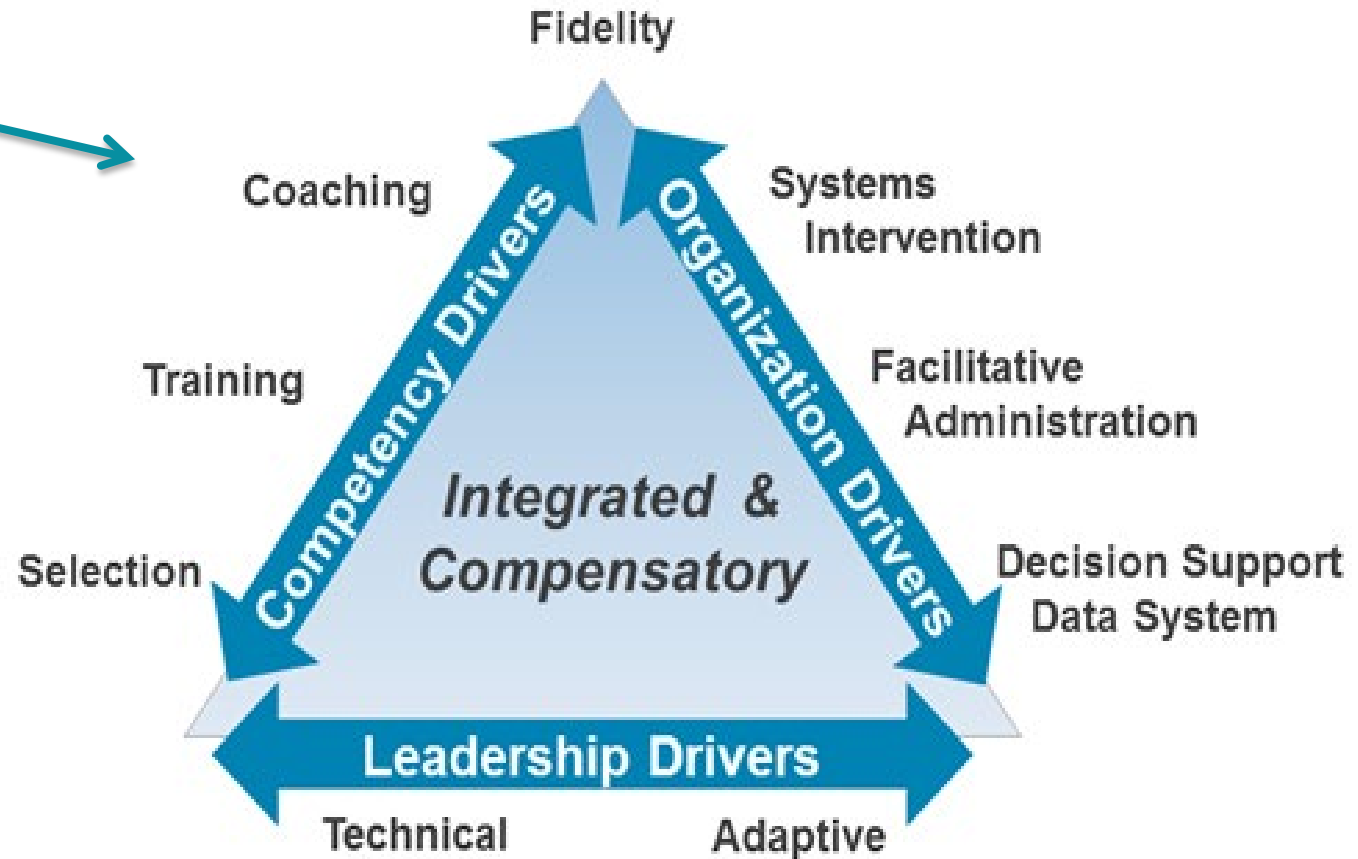 Fidelity
Coaching
Systems
Intervention
Competency Drivers
Organization Drivers
Training
Facilitative
Administration
Integrated &
Compensatory
Selection
Decision Support
Data System
Leadership Drivers
Technical
Adaptive